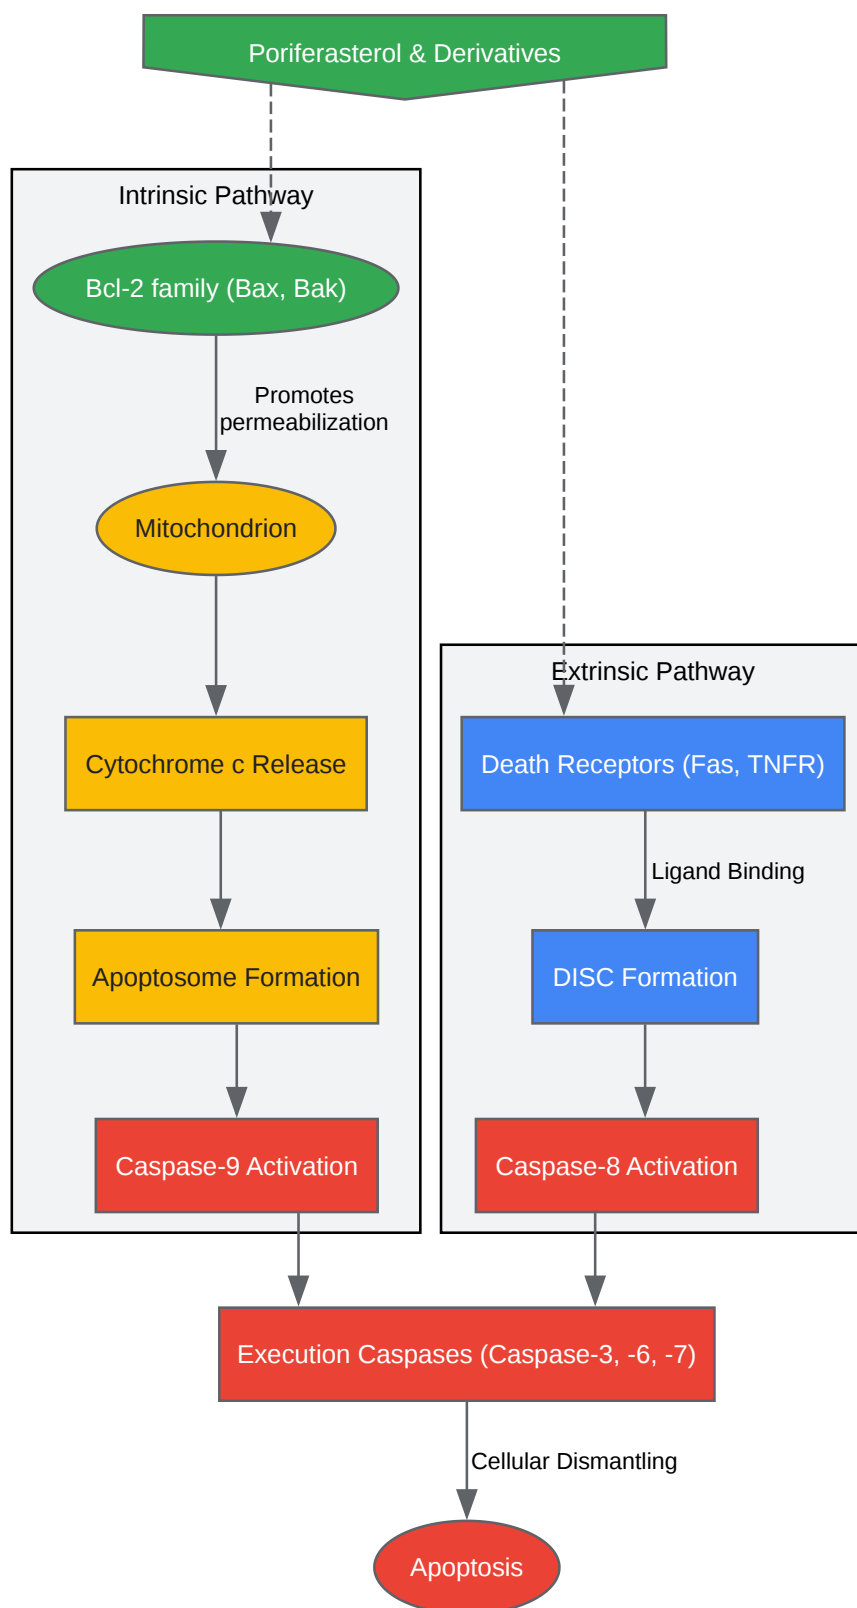 Poriferasterol & Derivatives
Intrinsic Pathway
Bcl-2 family (Bax, Bak)
Promotes
permeabilization
Mitochondrion
Cytochrome c Release
Apoptosome Formation
Caspase-9 Activation
Extrinsic Pathway
Death Receptors (Fas, TNFR)
Ligand Binding
DISC Formation
Caspase-8 Activation
Execution Caspases (Caspase-3, -6, -7)
Cellular Dismantling
Apoptosis